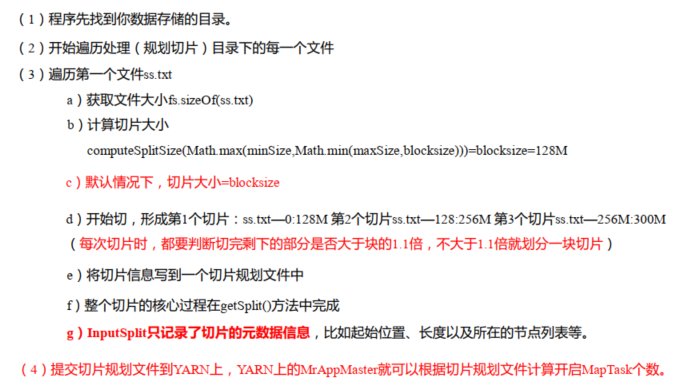 （1）程序先找到你数据存储的目录。
（2）开始遍历处理（规划切片）目录下的每一个文件
（3）遍历第一个文件ss.txt
a）获取文件大小fs.sizeOf(ss.txt)
b）计算切片大小
computeSplitSize(Math.max(minSize,Math.min(maxSize,blocksize)))=blocksize=128M
c）默认情况下，切片大小=blocksize
d）开始切，形成第1个切片：ss.txt—0:128M 第2个切片ss.txt—128:256M 第3个切片ss.txt—256M:300M
（每次切片时，都要判断切完剩下的部分是否大于块的1.1倍，不大于1.1倍就划分一块切片）
e）将切片信息写到一个切片规划文件中
f）整个切片的核心过程在getSplit()方法中完成
g）InputSplit只记录了切片的元数据信息，比如起始位置、长度以及所在的节点列表等。
（4）提交切片规划文件到YARN上，YARN上的MrAppMaster就可以根据切片规划文件计算开启MapTask个数。